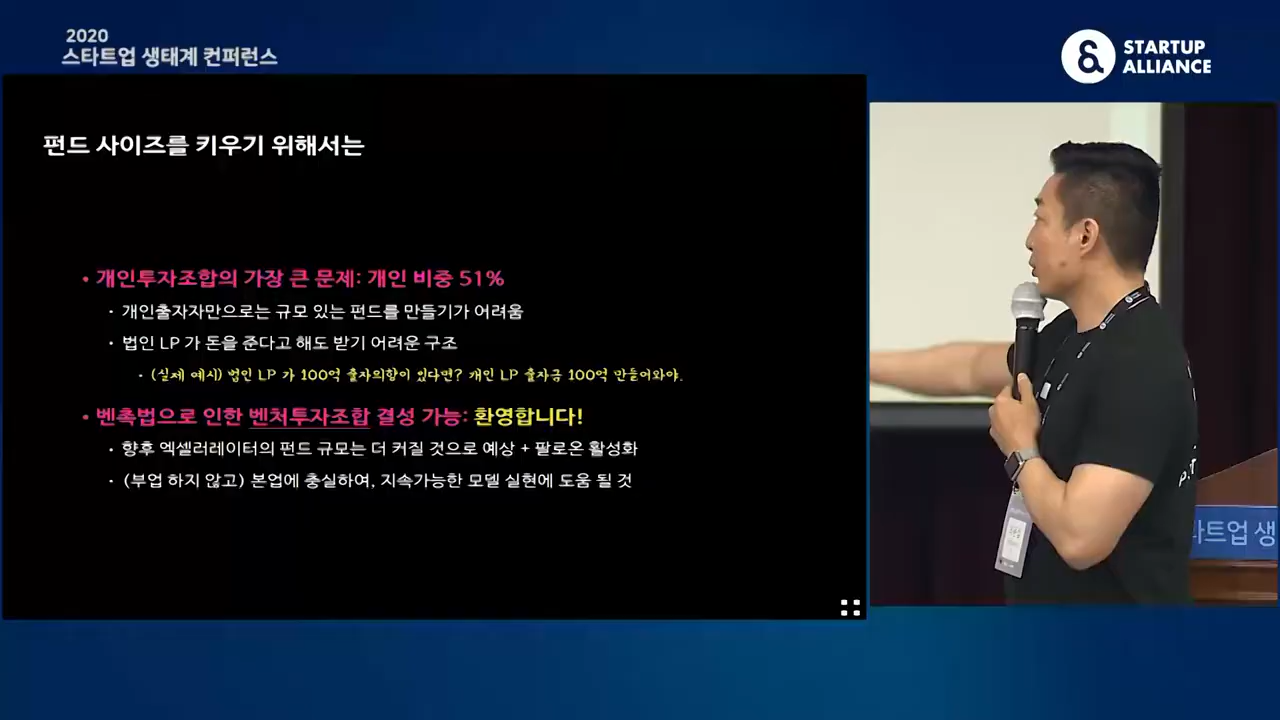 2020
스타트업 생태계 컨퍼런스
STARTUP
ALLIANCE
펀드 사이즈를 키우기 위해서는
• 개인투자조합의 가장 큰 문제: 개인 비중 51%
· 개인출자자만으로는 규모 있는 펀드를 만들기가 어려움
· 법인 LP 가 돈을 준다고 해도 받기 어려운 구조
· (실제 예시) 법인 LP 가 100억 출자의향이 있다면? 개인 LP 출자금 100억 만들어와야.
• 벤촉법으로 인한 벤처투자조합 결성 가능: 환영합니다!
· 향후 엑셀러레이터의 펀드 규모는 더 커질 것으로 예상 + 팔로온 활성화
· (부업 하지 않고) 본업에 충실하여, 지속가능한 모델 실현에 도움 될 것
타트업 생